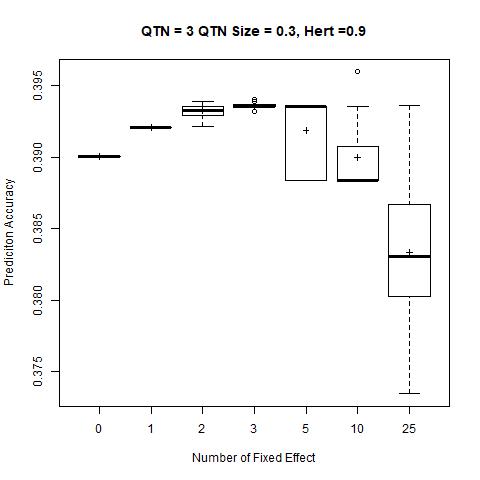 QTN = 3 QTN Size = 0.3, Hert =0.9
Prediciton Accuracy
0.395
0.390
0.385
0.380
0.375
0 1 2 3 5 10 25
Number of Fixed Effect